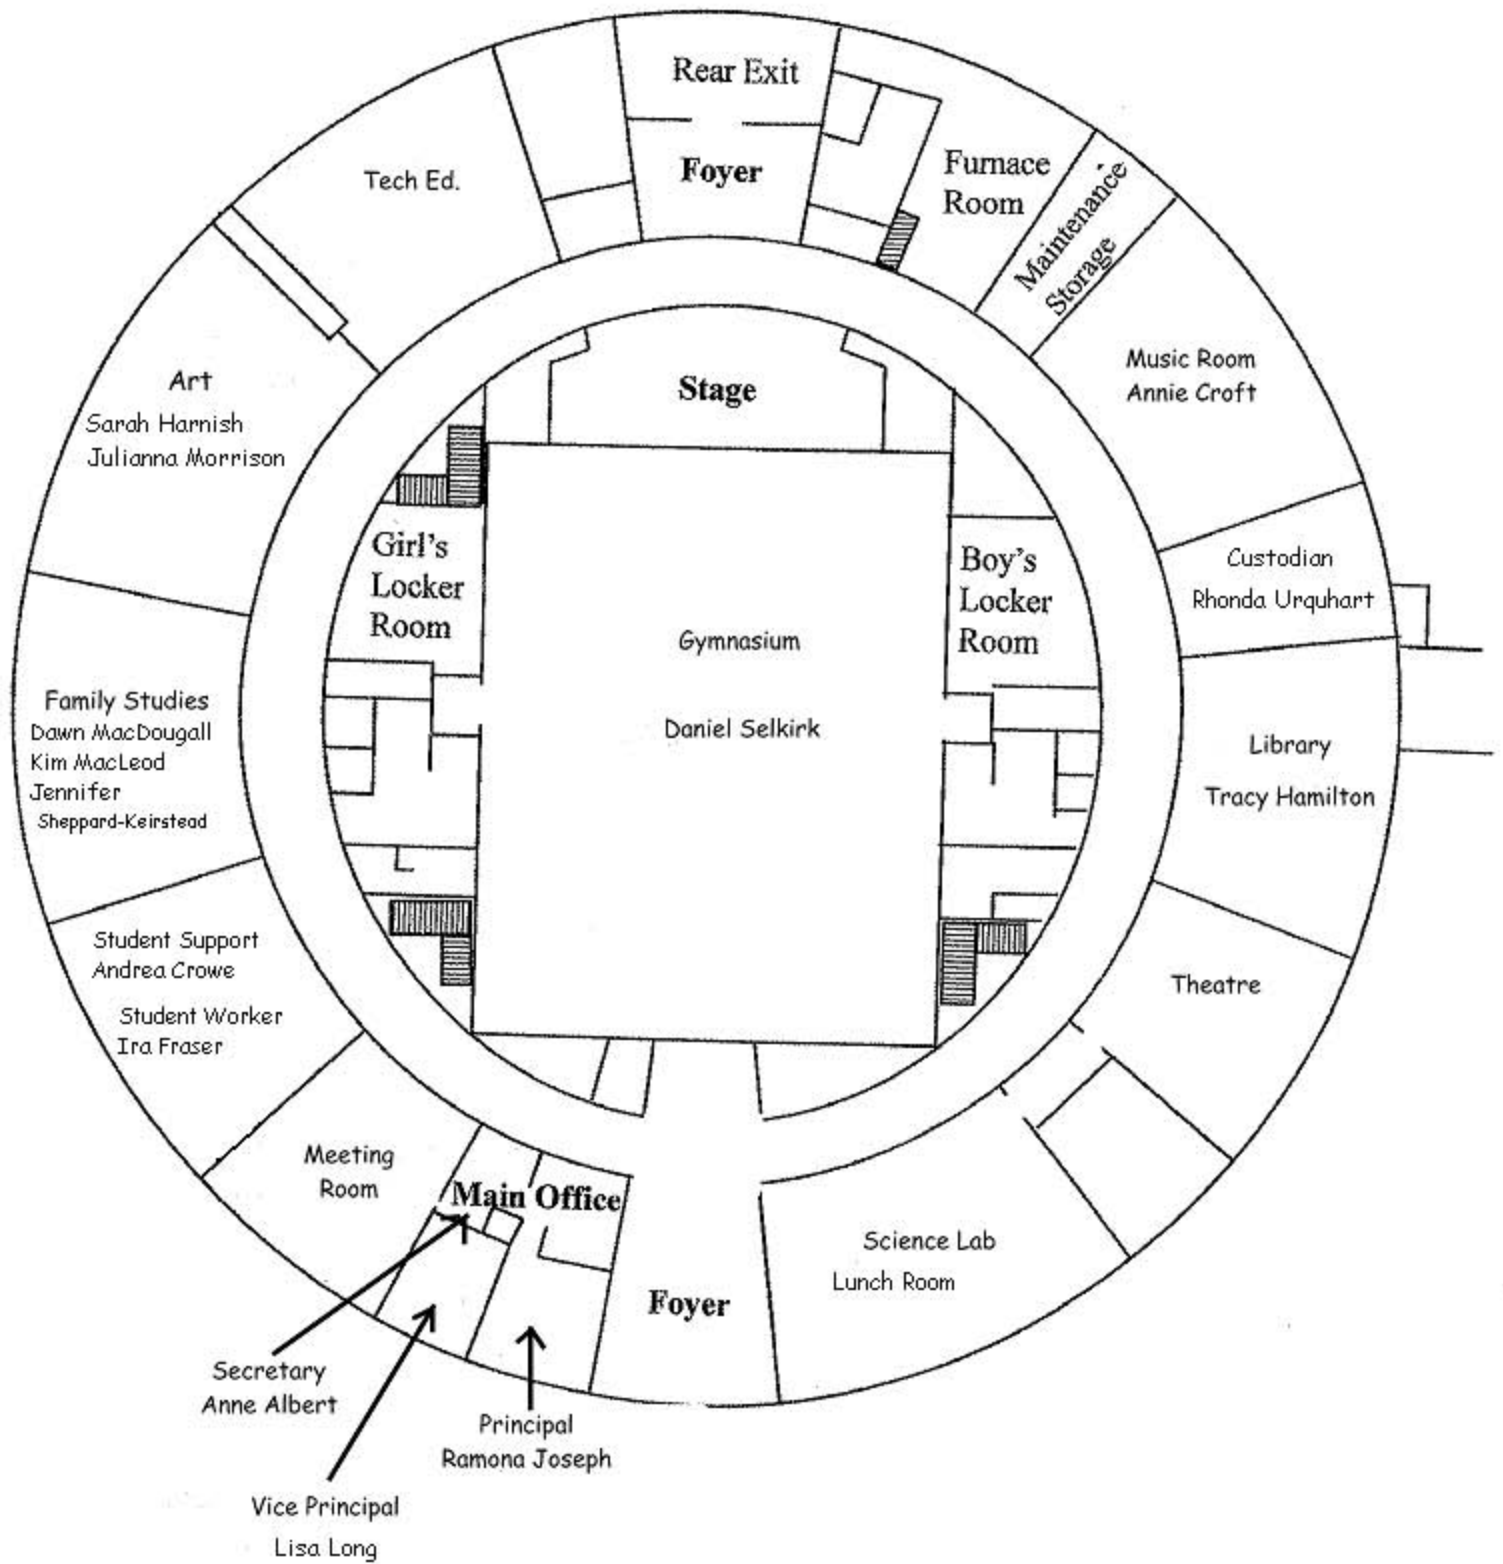 Rear Exit
Foyer
Furnace
Room
Maintenance
Storage
Tech Ed.
Music Room
Annie Croft
Art
Sarah Harnish
Julianna Morrison
Stage
Girl's
Locker
Room
Boy's
Locker
Room
Custodian
Rhonda Urquhart
Gymnasium
Daniel Selkirk
Family Studies
Dawn MacDougall
Kim MacLeod
Jennifer
Sheppard-Keirstead
Library
Tracy Hamilton
Student Support
Andrea Crowe
Student Worker
Ira Fraser
Theatre
Meeting
Room
Main Office
Science Lab
Lunch Room
Foyer
Secretary
Anne Albert
Principal
Ramona Joseph
Vice Principal
Lisa Long